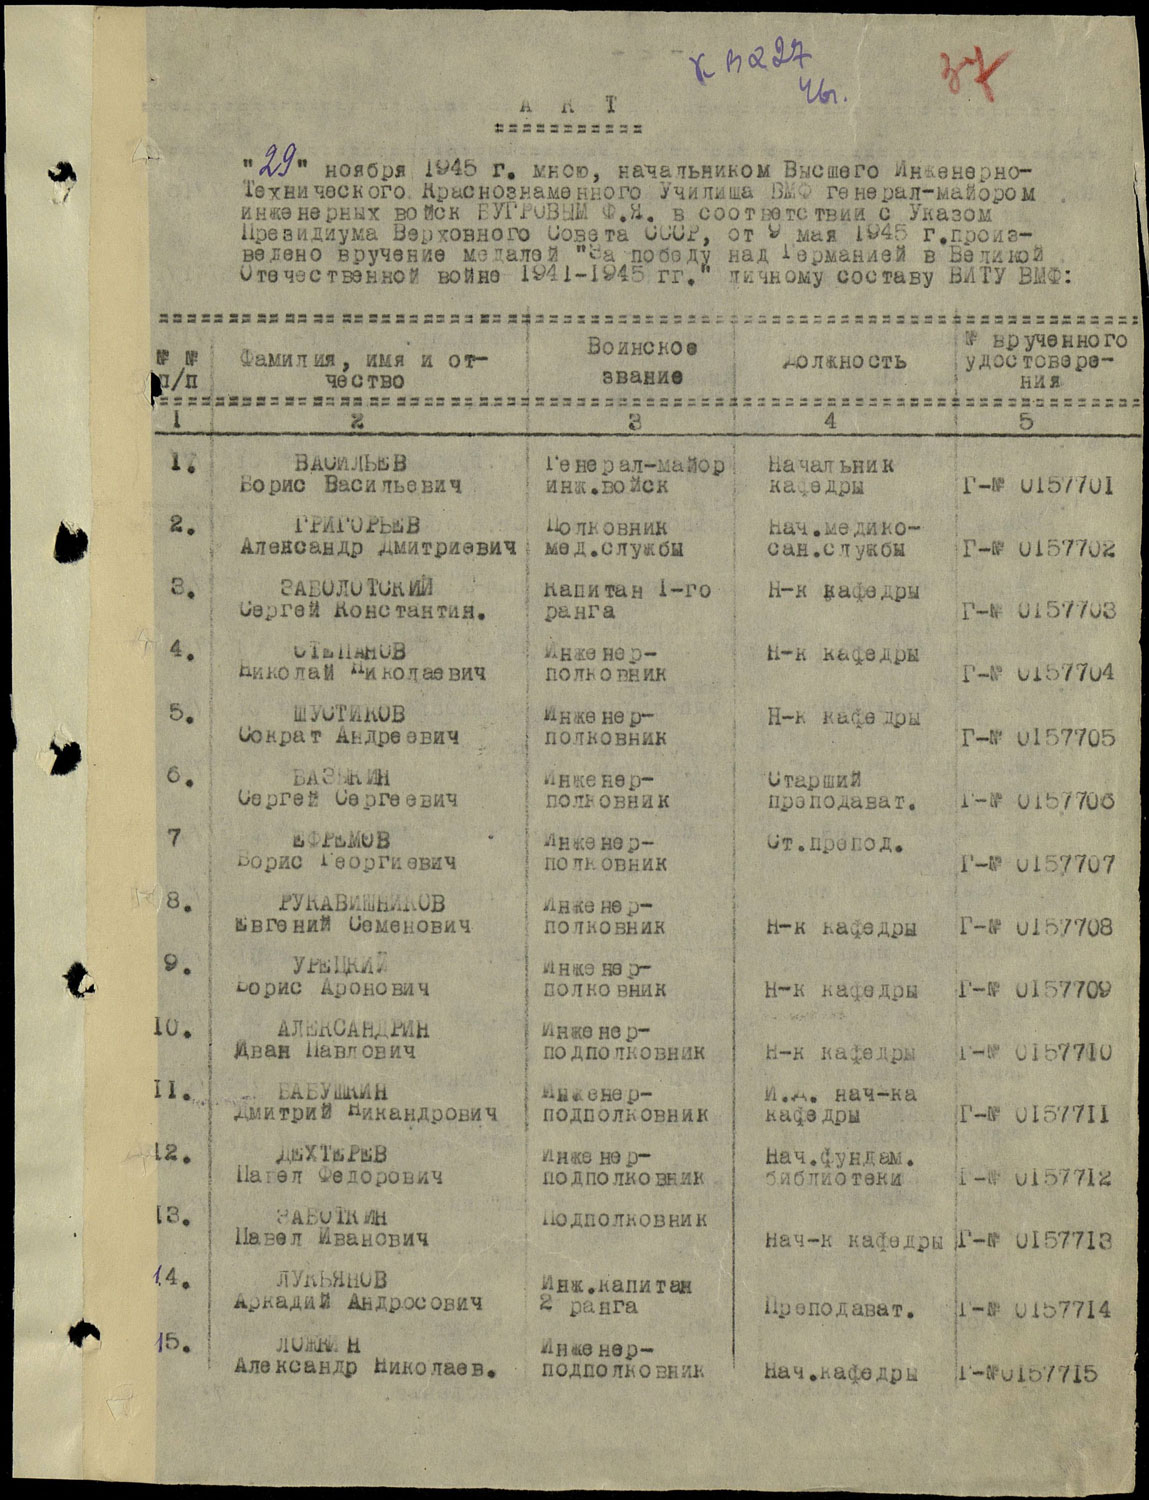 37
46г.
А К Т
===========
"29" ноября 1945 г. мною, начальником Высшего Инженерно-
Технического Краснознаменного Училища ВМФ генерал-майором
инженерных войск БУГРОВЫМ Ф.Я. в соответствии с Указом
Президиума Верховного Совета СССР, от 9 мая 1945 г.произ-
ведено вручение медалей "За победу над Германией в Великой
Отечественной войне 1941-1945 гг." личному составу ВИТУ ВМФ:
№ № п/п | Фамилия, имя и от-чество | Воинское звание | Должность | № врученного удостовере-ния
1 2 3 4 5
1. ВАСИЛЬЕВ Генерал-майор Начальник
Борис Васильевич инж.войск кафедры Г-№ 0157701
2. ГРИГОРЬЕВ Полковник Нач.медико-
Александр Дмитриевич мед.службы сан.службы Г-№ 0157702
3. ЗАБОЛОТСКИЙ Капитан 1-го Н-к кафедры
Сергей Константин. ранга Г-№ 0157703
4. СТЕПАНОВ Инженер- Н-к кафедры
Николай Николаевич полковник Г-№ 0157704
5. ШУСТИКОВ Инженер- Н-к кафедры
Сократ Андреевич полковник Г-№ 0157705
6. БАЗЫКИН Инженер- Старший
Сергей Сергеевич полковник преподават. Г-№ 0157706
7 ЕФРЕМОВ Инженер- Ст.препод.
Борис Георгиевич полковник Г-№ 0157707
8. РУКАВИШНИКОВ Инженер-
Евгений Семенович полковник Н-к кафедры Г-№ 0157708
9. УРЕЦКИЙ Инженер-
Борис Аронович полковник Н-к кафедры Г-№ 0157709
10. АЛЕКСАНДРИН Инженер-
Иван Павлович подполковник Н-к кафедры Г-№ 0157710
11. БАБУШКИН Инженер- И.д. нач-ка
Дмитрий Никандрович подполковник кафедры Г-№ 0157711
12. ДЕХТЕРЕВ Инженер- Нач.фундам.
Павел Федорович подполковник библиотеки Г-№ 0157712
13. ЗАБОТКИН Подполковник
Павел Иванович Нач-к кафедры Г-№ 0157713
14. ЛУКЬЯНОВ Инж.капитан
Аркадий Андросович 2 ранга Преподават. Г-№ 0157714
15. ЛОЖКИН Инженер-
Александр Николаев. подполковник Нач.кафедры Г-№0157715